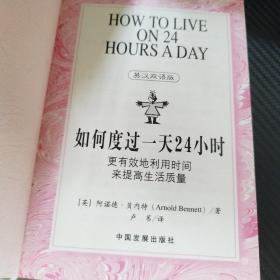 HOW TO LIVE
ON 24
HOURS A DAY
英汉双语版
如何度过一天24小时
更有效地利用时间
来提高生活质量
[英] 阿诺德·贝内特 (Arnold Bennett) 著
译
中国发展出版社